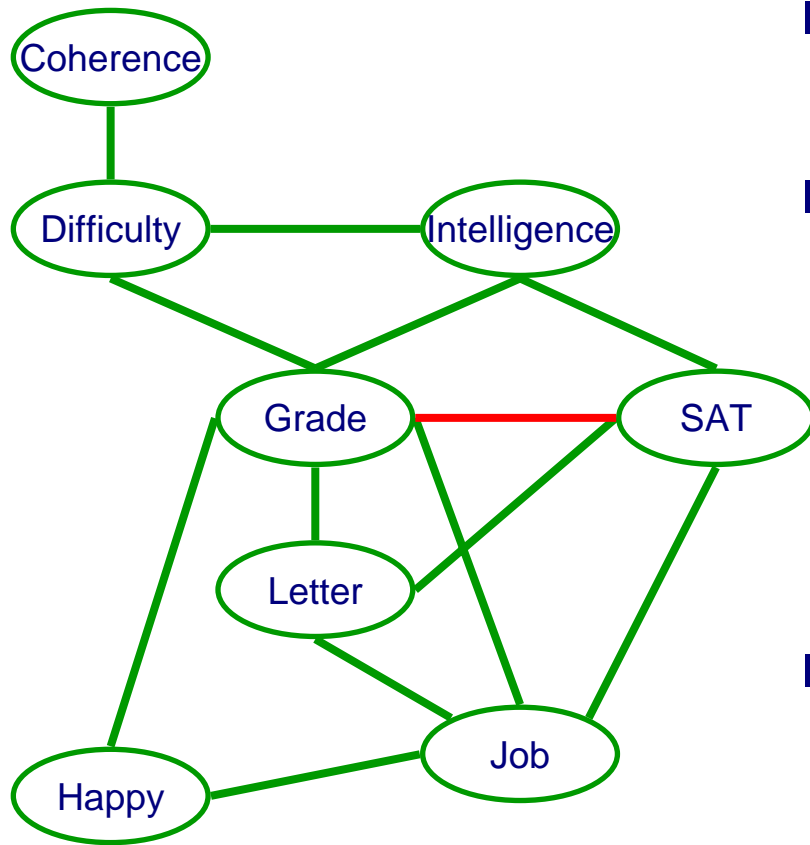 Coherence
Difficulty
Intelligence
Grade
SAT
Letter
Job
Happy